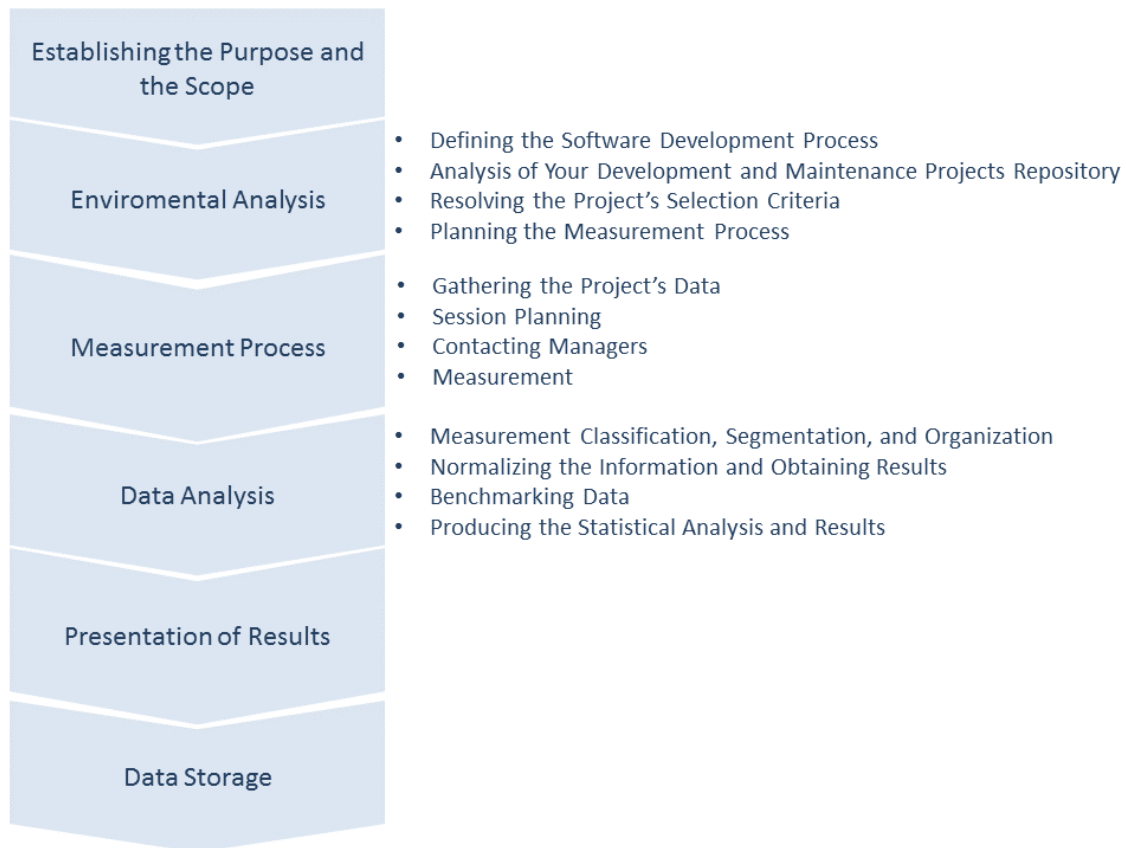 Establishing the Purpose and
the Scope
Enviromental Analysis
• Defining the Software Development Process
• Analysis of Your Development and Maintenance Projects Repository
• Resolving the Project's Selection Criteria
• Planning the Measurement Process
Measurement Process
• Gathering the Project's Data
• Session Planning
• Contacting Managers
• Measurement
Data Analysis
• Measurement Classification, Segmentation, and Organization
• Normalizing the Information and Obtaining Results
• Benchmarking Data
• Producing the Statistical Analysis and Results
Presentation of Results
Data Storage